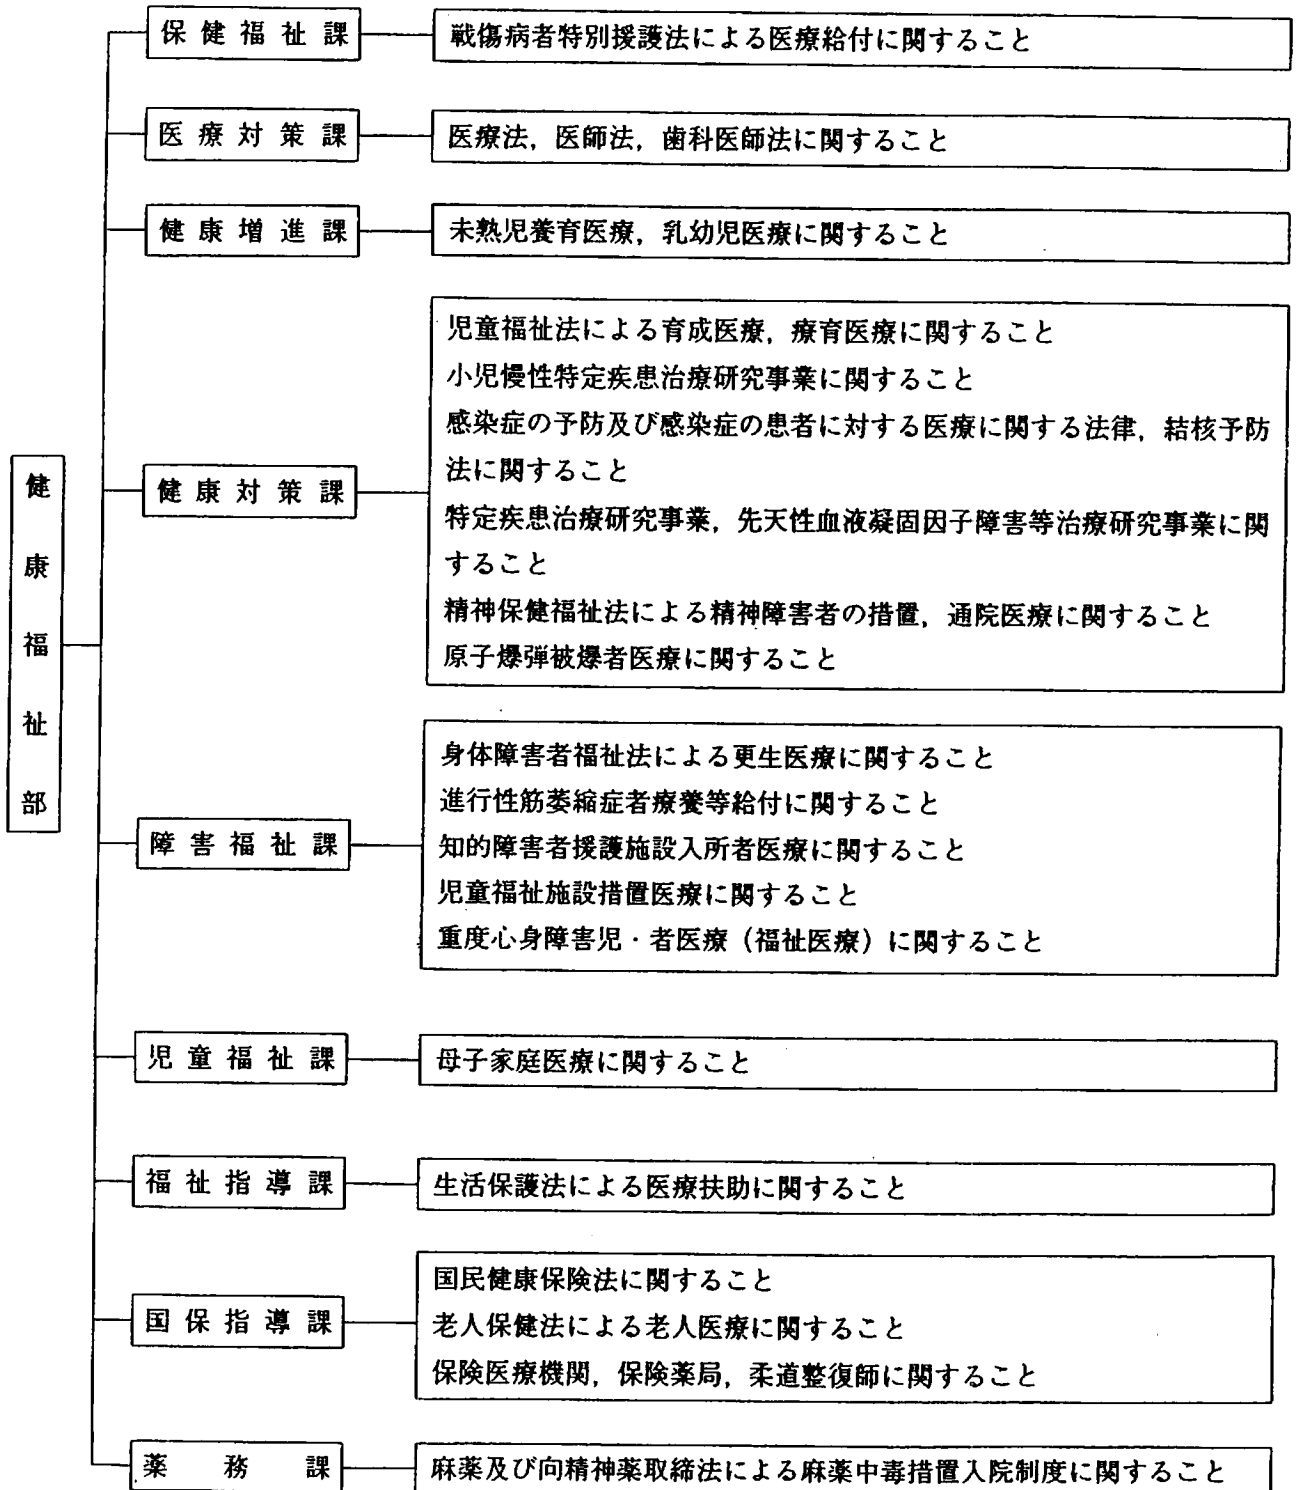 健康福祉部
保健福祉課
戦傷病者特別援護法による医療給付に関すること
医療対策課
医療法，医師法，歯科医師法に関すること
健康増進課
未熟児養育医療，乳幼児医療に関すること
健康対策課
児童福祉法による育成医療，療育医療に関すること
小児慢性特定疾患治療研究事業に関すること
感染症の予防及び感染症の患者に対する医療に関する法律，結核予防
法に関すること
特定疾患治療研究事業，先天性血液凝固因子障害等治療研究事業に関
すること
精神保健福祉法による精神障害者の措置，通院医療に関すること
原子爆弾被爆者医療に関すること
障害福祉課
身体障害者福祉法による更生医療に関すること
進行性筋萎縮症者療養等給付に関すること
知的障害者援護施設入所者医療に関すること
児童福祉施設措置医療に関すること
重度心身障害児・者医療（福祉医療）に関すること
児童福祉課
母子家庭医療に関すること
福祉指導課
生活保護法による医療扶助に関すること
国保指導課
国民健康保険法に関すること
老人保健法による老人医療に関すること
保険医療機関，保険薬局，柔道整復師に関すること
薬務課
麻薬及び向精神薬取締法による麻薬中毒措置入院制度に関すること